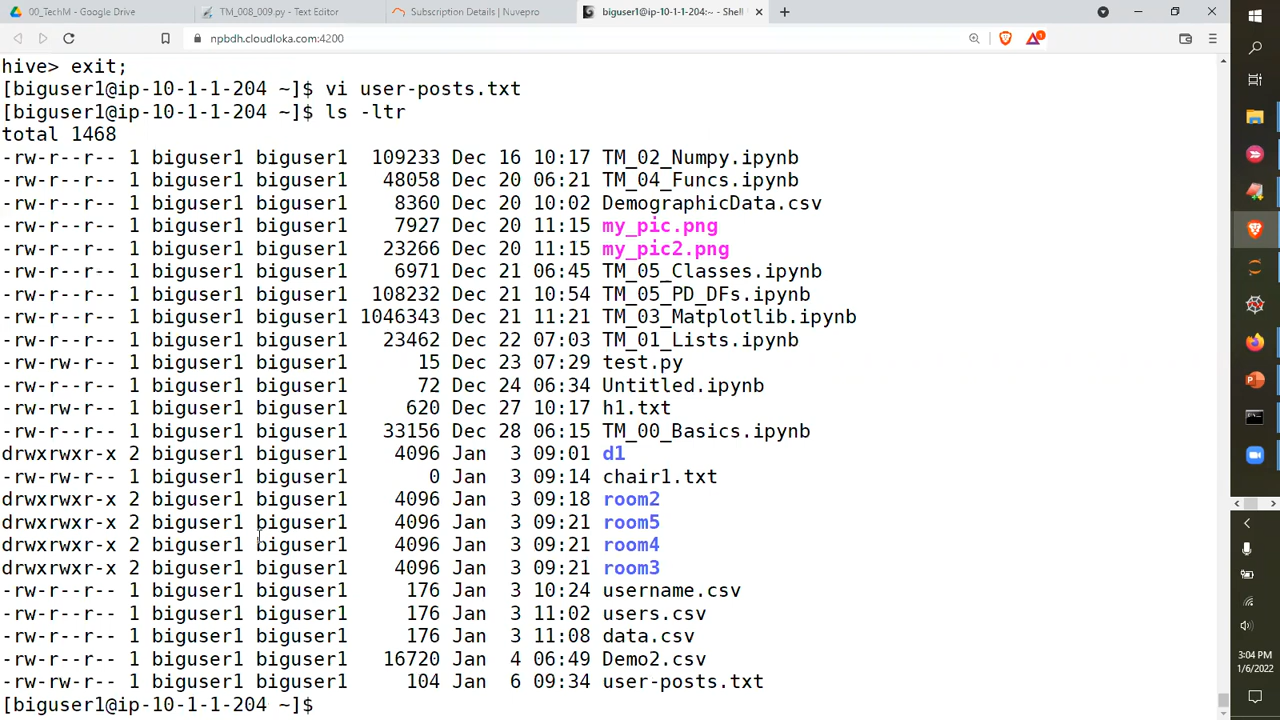 00_TechM - Google Drive
TM_008_009.py - Text Editor
Subscription Details | Nuvepro
biguser1@ip-10-1-1-204:~ - Shell
npbdh.cloudloka.com:4200
hive> exit;
[biguser1@ip-10-1-1-204 ~]$ vi user-posts.txt
[biguser1@ip-10-1-1-204 ~]$ ls -ltr
total 1468
-rw-r--r-- 1 biguser1 biguser1 109233 Dec 16 10:17 TM_02_Numpy.ipynb
-rw-r--r-- 1 biguser1 biguser1 48058 Dec 20 06:21 TM_04_Funcs.ipynb
-rw-r--r-- 1 biguser1 biguser1 8360 Dec 20 10:02 DemographicData.csv
-rw-r--r-- 1 biguser1 biguser1 7927 Dec 20 11:15 my_pic.png
-rw-r--r-- 1 biguser1 biguser1 23266 Dec 20 11:15 my_pic2.png
-rw-r--r-- 1 biguser1 biguser1 6971 Dec 21 06:45 TM_05_Classes.ipynb
-rw-r--r-- 1 biguser1 biguser1 108232 Dec 21 10:54 TM_05_PD_DFs.ipynb
-rw-r--r-- 1 biguser1 biguser1 1046343 Dec 21 11:21 TM_03_Matplotlib.ipynb
-rw-r--r-- 1 biguser1 biguser1 23462 Dec 22 07:03 TM_01_Lists.ipynb
-rw-rw-r-- 1 biguser1 biguser1 15 Dec 23 07:29 test.py
-rw-r--r-- 1 biguser1 biguser1 72 Dec 24 06:34 Untitled.ipynb
-rw-rw-r-- 1 biguser1 biguser1 620 Dec 27 10:17 h1.txt
-rw-r--r-- 1 biguser1 biguser1 33156 Dec 28 06:15 TM_00_Basics.ipynb
drwxrwxr-x 2 biguser1 biguser1 4096 Jan 3 09:01 d1
-rw-rw-r-- 1 biguser1 biguser1 0 Jan 3 09:14 chair1.txt
drwxrwxr-x 2 biguser1 biguser1 4096 Jan 3 09:18 room2
drwxrwxr-x 2 biguser1 biguser1 4096 Jan 3 09:21 room5
drwxrwxr-x 2 biguser1 biguser1 4096 Jan 3 09:21 room4
drwxrwxr-x 2 biguser1 biguser1 4096 Jan 3 09:21 room3
-rw-r--r-- 1 biguser1 biguser1 176 Jan 3 10:24 username.csv
-rw-r--r-- 1 biguser1 biguser1 176 Jan 3 11:02 users.csv
-rw-r--r-- 1 biguser1 biguser1 176 Jan 3 11:08 data.csv
-rw-r--r-- 1 biguser1 biguser1 16720 Jan 4 06:49 Demo2.csv
-rw-rw-r-- 1 biguser1 biguser1 104 Jan 6 09:34 user-posts.txt
[biguser1@ip-10-1-1-204 ~]$
3:04 PM
1/6/2022